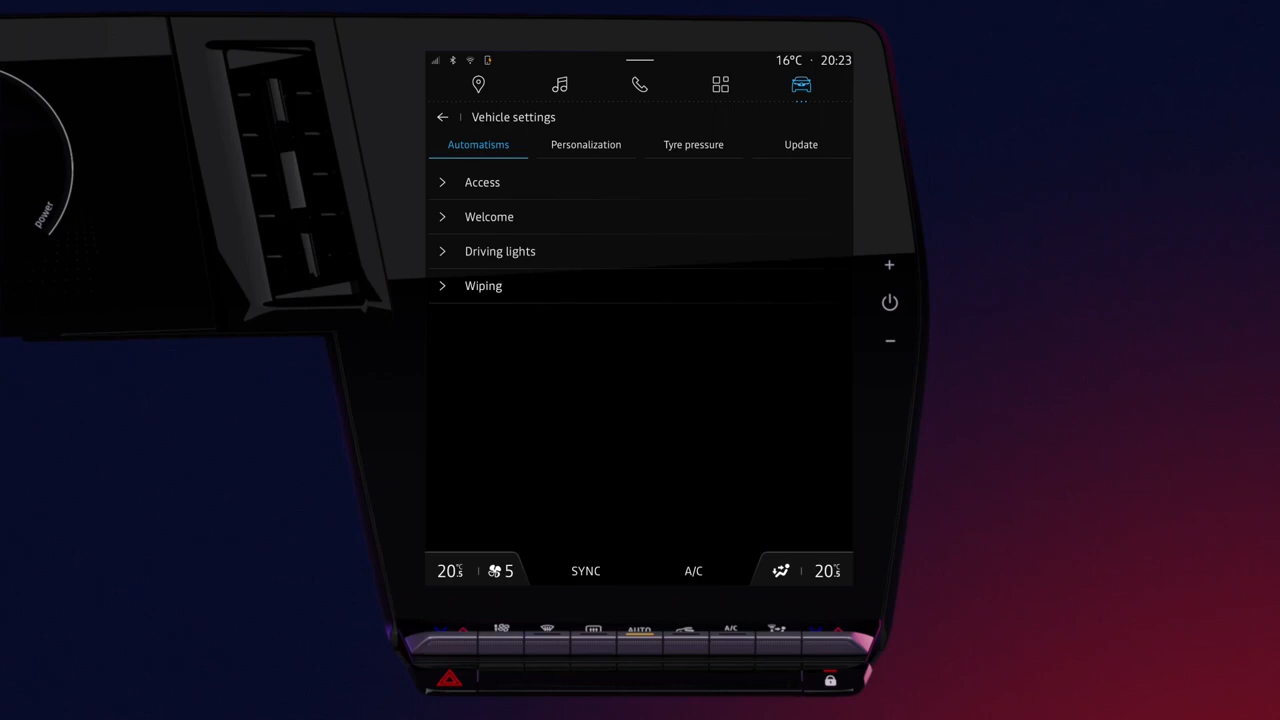 power
16°C · 20:23
Vehicle settings
Automatisms Personalization Tyre pressure Update
Access
Welcome
Driving lights
Wiping
+
−
20°C.5 5 SYNC A/C 20°C.5
AUTO A/C